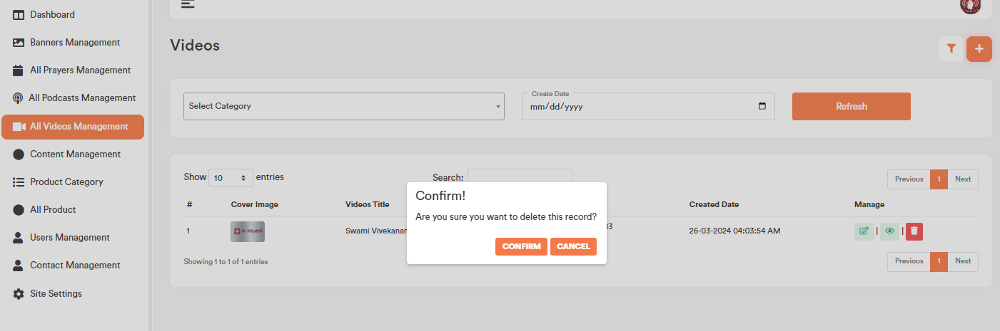 Dashboard
Banners Management
All Prayers Management
All Podcasts Management
All Videos Management
Content Management
Product Category
All Product
Users Management
Contact Management
Site Settings
Videos
Select Category
Create Date
mm/dd/yyyy
Refresh
Show 10 entries
Search:
Previous 1 Next
# Cover Image Videos Title Created Date Manage
1 Swami Vivekanan 33 26-03-2024 04:03:54 AM | |
Showing 1 to 1 of 1 entries
Previous 1 Next
Confirm!
Are you sure you want to delete this record?
CONFIRM CANCEL